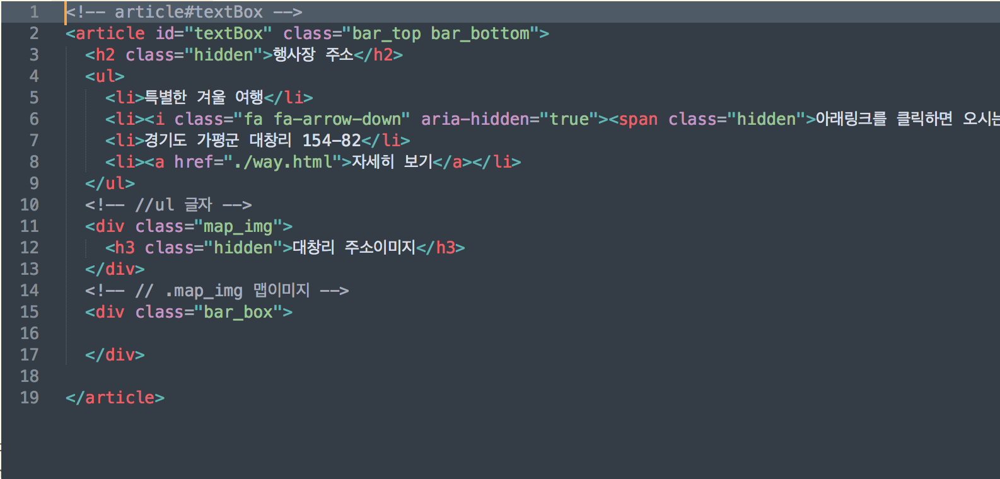 1 <!-- article#textBox -->
2 <article id="textBox" class="bar_top bar_bottom">
3 <h2 class="hidden">행사장 주소</h2>
4 <ul>
5 <li>특별한 겨울 여행</li>
6 <li><i class="fa fa-arrow-down" aria-hidden="true"><span class="hidden">아래링크를 클릭하면 오시는
7 <li>경기도 가평군 대창리 154-82</li>
8 <li><a href="./way.html">자세히 보기</a></li>
9 </ul>
10 <!-- //ul 글자 -->
11 <div class="map_img">
12 <h3 class="hidden">대창리 주소이미지</h3>
13 </div>
14 <!-- // .map_img 맵이미지 -->
15 <div class="bar_box">
16
17 </div>
18
19 </article>